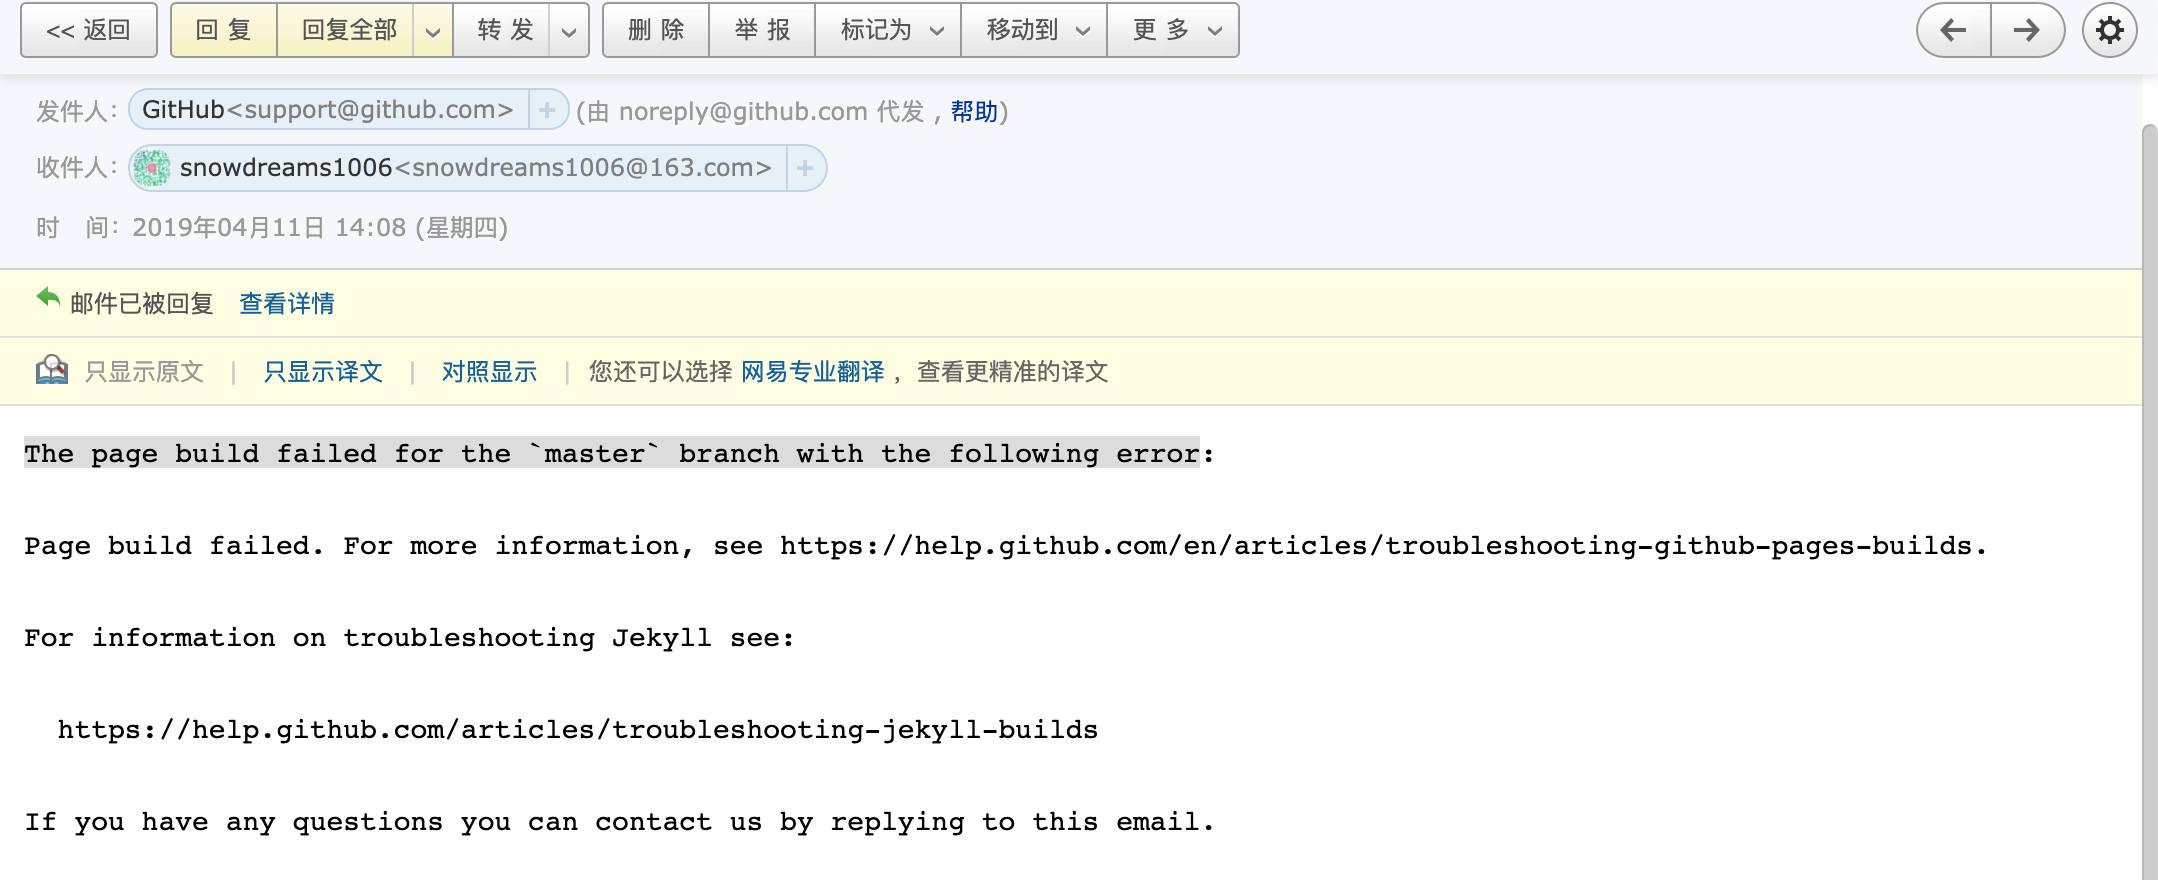 << 返回 回 复 回复全部 转 发 删 除 举 报 标记为 移动到 更 多
发件人： GitHub<support@github.com> + (由 noreply@github.com 代发，帮助)
收件人： snowdreams1006<snowdreams1006@163.com> +
时 间： 2019年04月11日 14:08 (星期四)
邮件已被回复 查看详情
只显示原文 | 只显示译文 | 对照显示 | 您还可以选择 网易专业翻译 ，查看更精准的译文
The page build failed for the `master` branch with the following error:
Page build failed. For more information, see https://help.github.com/en/articles/troubleshooting-github-pages-builds.
For information on troubleshooting Jekyll see:
https://help.github.com/articles/troubleshooting-jekyll-builds
If you have any questions you can contact us by replying to this email.